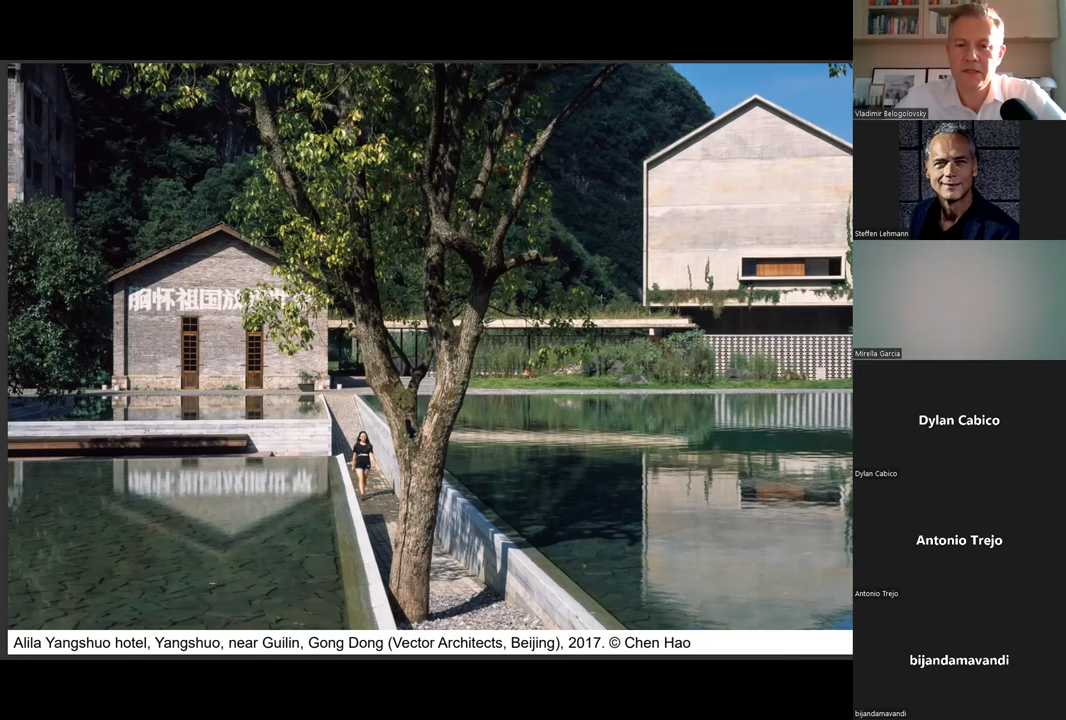 胸怀祖国放
Alila Yangshuo hotel, Yangshuo, near Guilin, Gong Dong (Vector Architects, Beijing), 2017. © Chen Hao
Vladimir Belogolovsky
Steffen Lehmann
Mirella Garcia
Dylan Cabico
Dylan Cabico
Antonio Trejo
Antonio Trejo
bijandamavandi
bijandamavandi